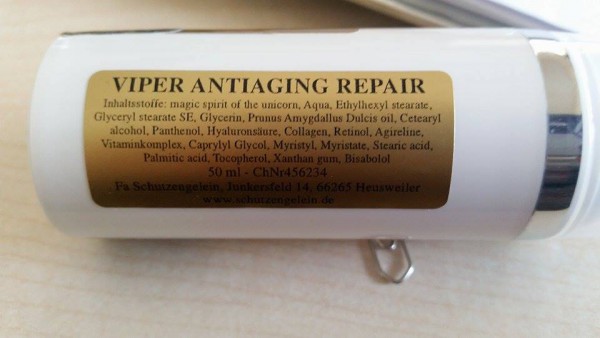 VIPER ANTIAGING REPAIR
Inhaltsstoffe: magic spirit of the unicorn, Aqua, Ethylhexyl stearate,
Glyceryl stearate SE, Glycerin, Prunus Amygdallus Dulcis oil, Cetearyl
alcohol, Panthenol, Hyaluronsäure, Collagen, Retinol, Agireline,
Vitaminkomplex, Caprylyl Glycol, Myristyl, Myristate, Stearic acid,
Palmitic acid, Tocopherol, Xanthan gum, Bisabolol
50 ml - ChNr456234
Fa. Schutzengelein, Junkersfeld 14, 66265 Heusweiler
www.schutzengelein.de